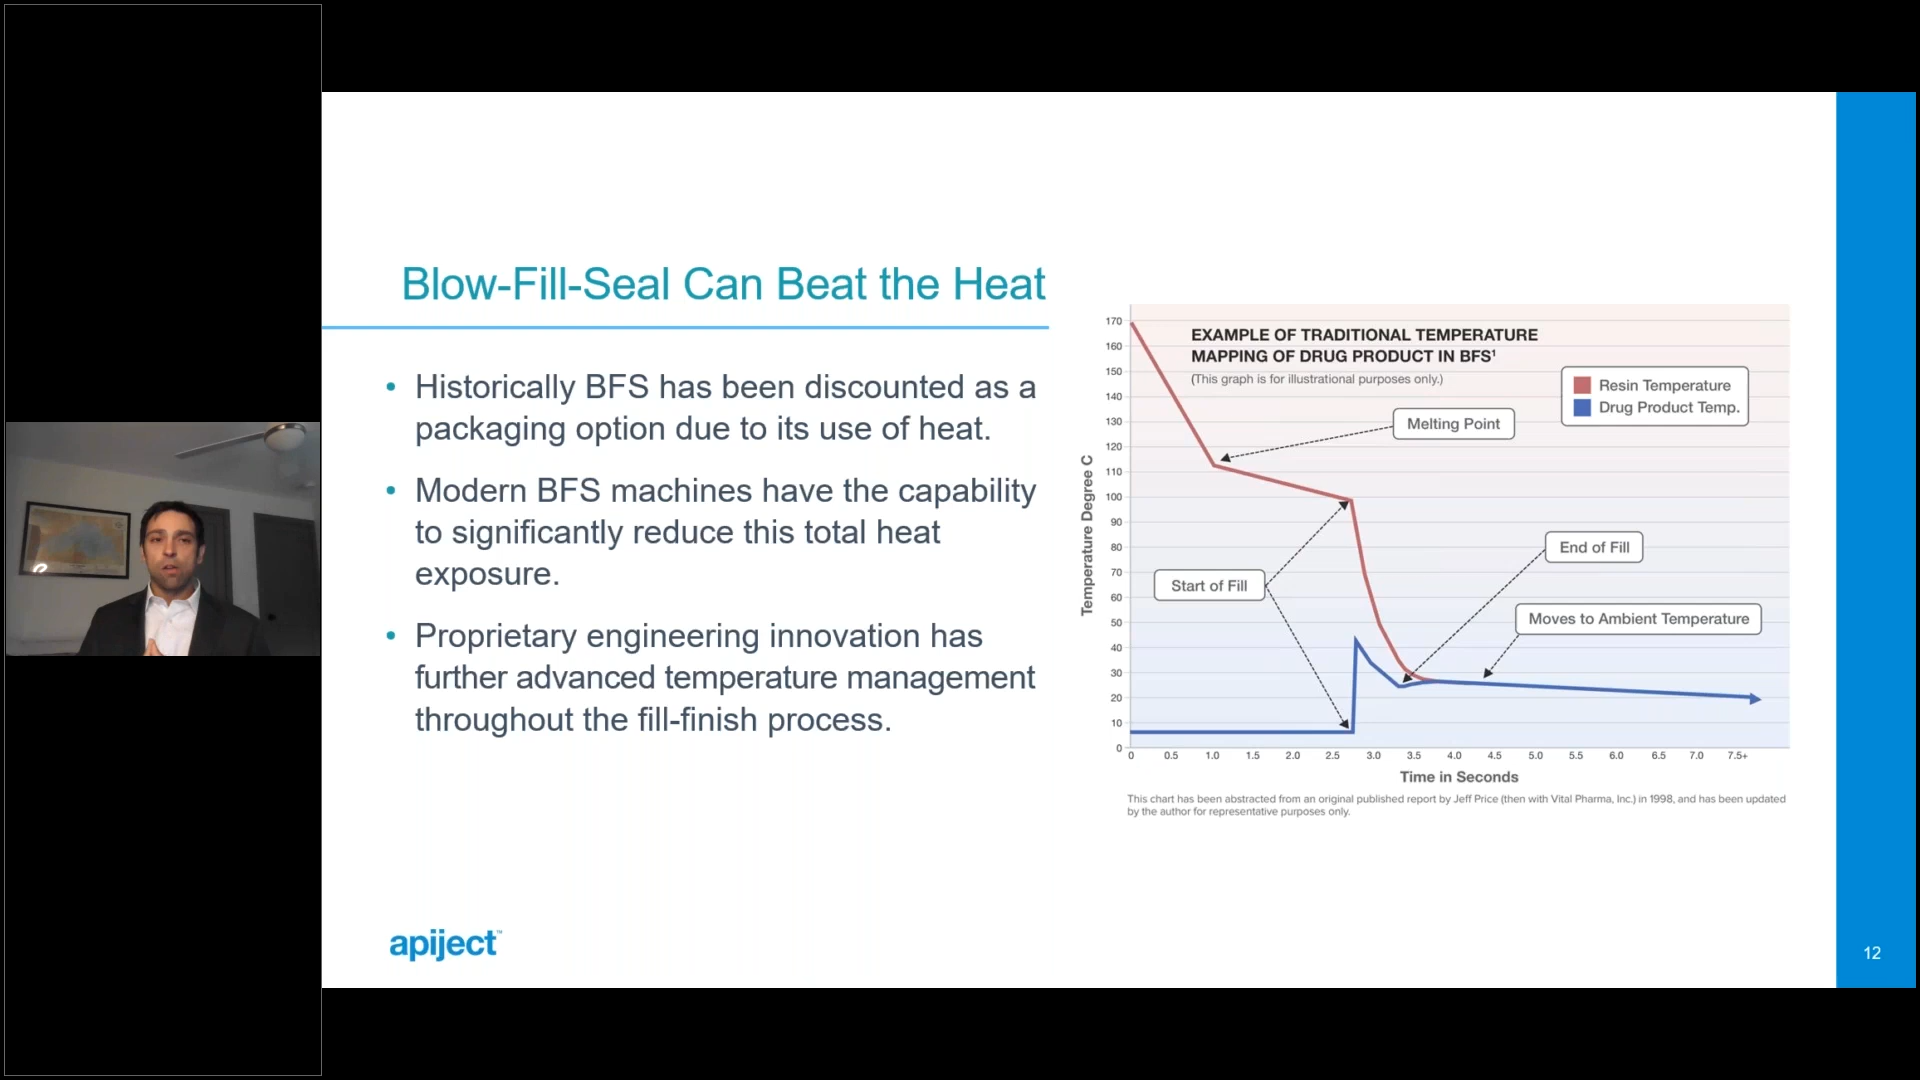 Blow-Fill-Seal Can Beat the Heat
• Historically BFS has been discounted as a
packaging option due to its use of heat.
• Modern BFS machines have the capability
to significantly reduce this total heat
exposure.
• Proprietary engineering innovation has
further advanced temperature management
throughout the fill-finish process.
EXAMPLE OF TRADITIONAL TEMPERATURE
MAPPING OF DRUG PRODUCT IN BFS¹
(This graph is for illustrational purposes only.)
Resin Temperature
Drug Product Temp.
Melting Point
Start of Fill
End of Fill
Moves to Ambient Temperature
Temperature Degree C
170
160
150
140
130
120
110
100
90
80
70
60
50
40
30
20
10
0
0 0.5 1.0 1.5 2.0 2.5 3.0 3.5 4.0 4.5 5.0 5.5 6.0 6.5 7.0 7.5+
Time in Seconds
This chart has been abstracted from an original published report by Jeff Price (then with Vital Pharma, Inc.) in 1998, and has been updated
by the author for representative purposes only.
apiject™
12